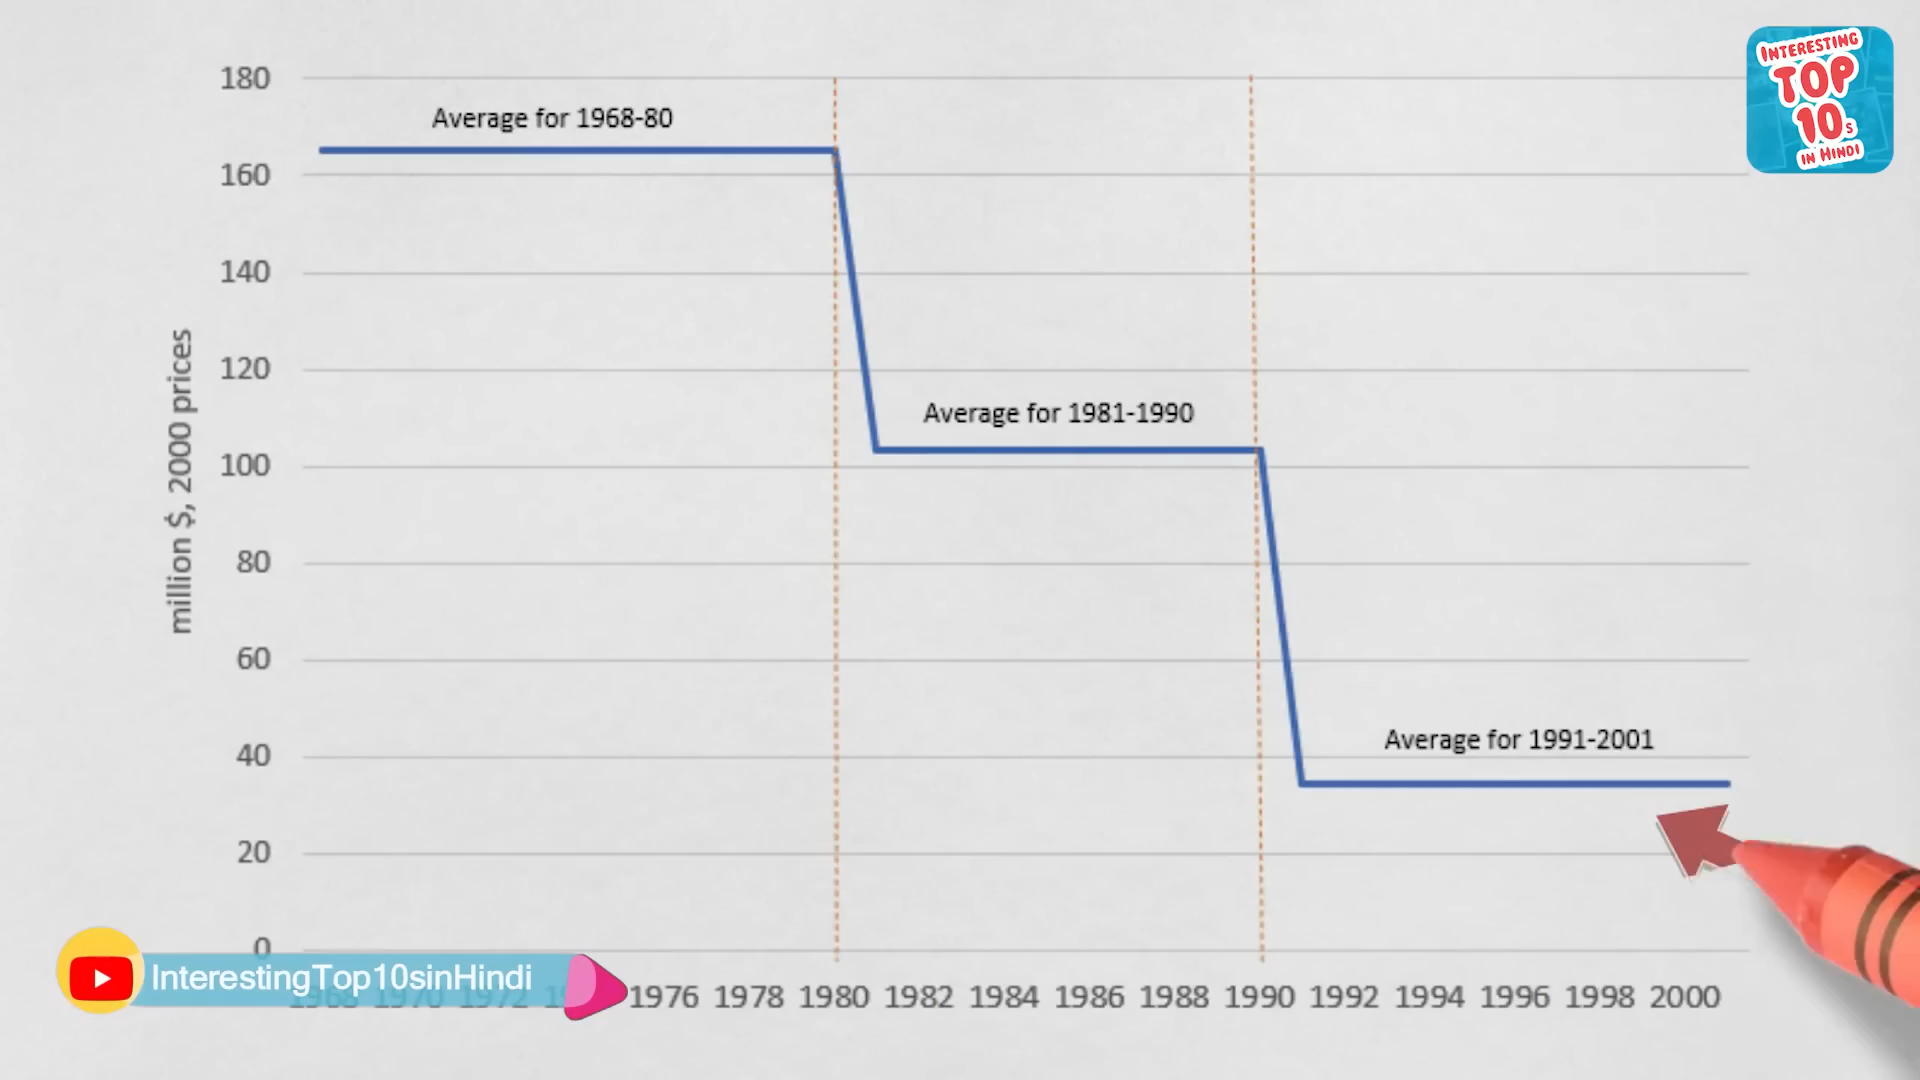 INTERESTING
TOP
10s
IN HINDI
180
Average for 1968-80
160
140
120
Average for 1981-1990
100
80
60
Average for 1991-2001
40
20
0
million $, 2000 prices
InterestingTop10sinHindi
1968 1970 1972 1976 1978 1980 1982 1984 1986 1988 1990 1992 1994 1996 1998 2000